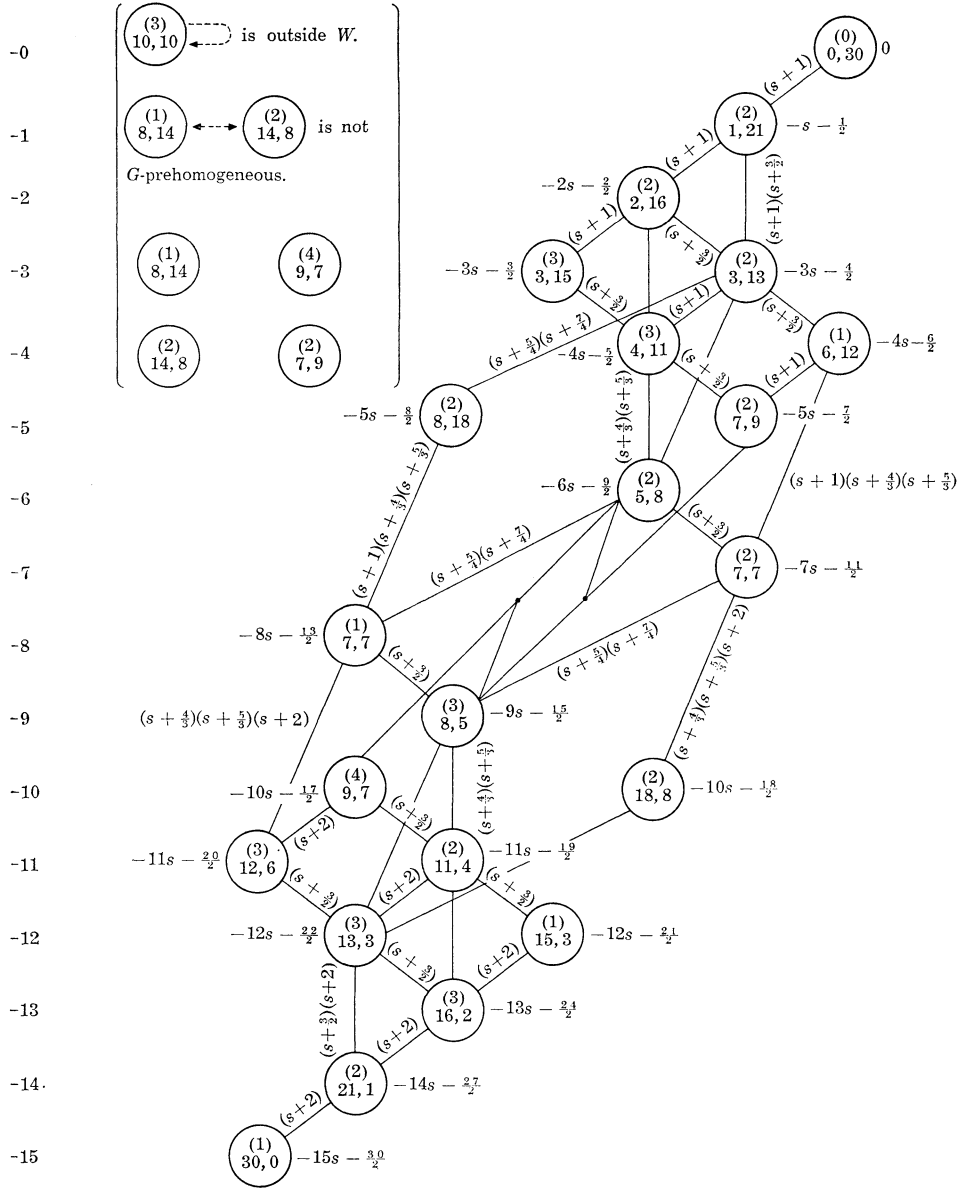 -0
-1
-2
-3
-4
-5
-6
-7
-8
-9
-10
-11
-12
-13
-14.
-15
(3)
10, 10
is outside W.
(1)
8, 14
(2)
14, 8
is not
G-prehomogeneous.
(1)
8, 14
(4)
9, 7
(2)
14, 8
(2)
7, 9
(0)
0, 30
0
(s+1)
(2)
1, 21
-s - 1/2
(s+1)
(s+1)(s+3/2)
-2s - 2/2
(2)
2, 16
(s+1)
(s+3/2)
-3s - 3/2
(3)
3, 15
(2)
3, 13
-3s - 4/2
(s+3/2)
(s+1)
(s+3/2)
(s + 5/4)(s + 7/4)
-4s - 5/2
(3)
4, 11
(1)
6, 12
-4s - 6/2
(s+3/2)
(s+1)
(s+4/3)(s+5/3)
-5s - 8/2
(2)
8, 18
(2)
7, 9
-5s - 7/2
(s + 1)(s + 4/3)(s + 5/3)
-6s - 9/2
(2)
5, 8
(s + 1)(s + 4/3)(s + 5/3)
(s+3/2)
(s + 5/4)(s + 7/4)
(2)
7, 7
-7s - 11/2
-8s - 13/2
(1)
7, 7
(s+3/2)
(s + 5/4)(s + 7/4)
(s + 4/3)(s + 5/3)(s + 2)
(s + 4/3)(s + 5/3)(s+2)
(3)
8, 5
-9s - 15/2
(s+4/3)(s+5/3)
-10s - 17/2
(4)
9, 7
(2)
18, 8
-10s - 18/2
(s+2)
(s+3/2)
-11s - 20/2
(3)
12, 6
(2)
11, 4
-11s - 19/2
(s + 3/2)
(s+2)
(s + 3/2)
-12s - 22/2
(3)
13, 3
(1)
15, 3
-12s - 21/2
(s + 3/2)
(s+2)
(s+3/2)(s+2)
(3)
16, 2
-13s - 24/2
(s+2)
(2)
21, 1
-14s - 27/2
(s+2)
(1)
30, 0
-15s - 30/2